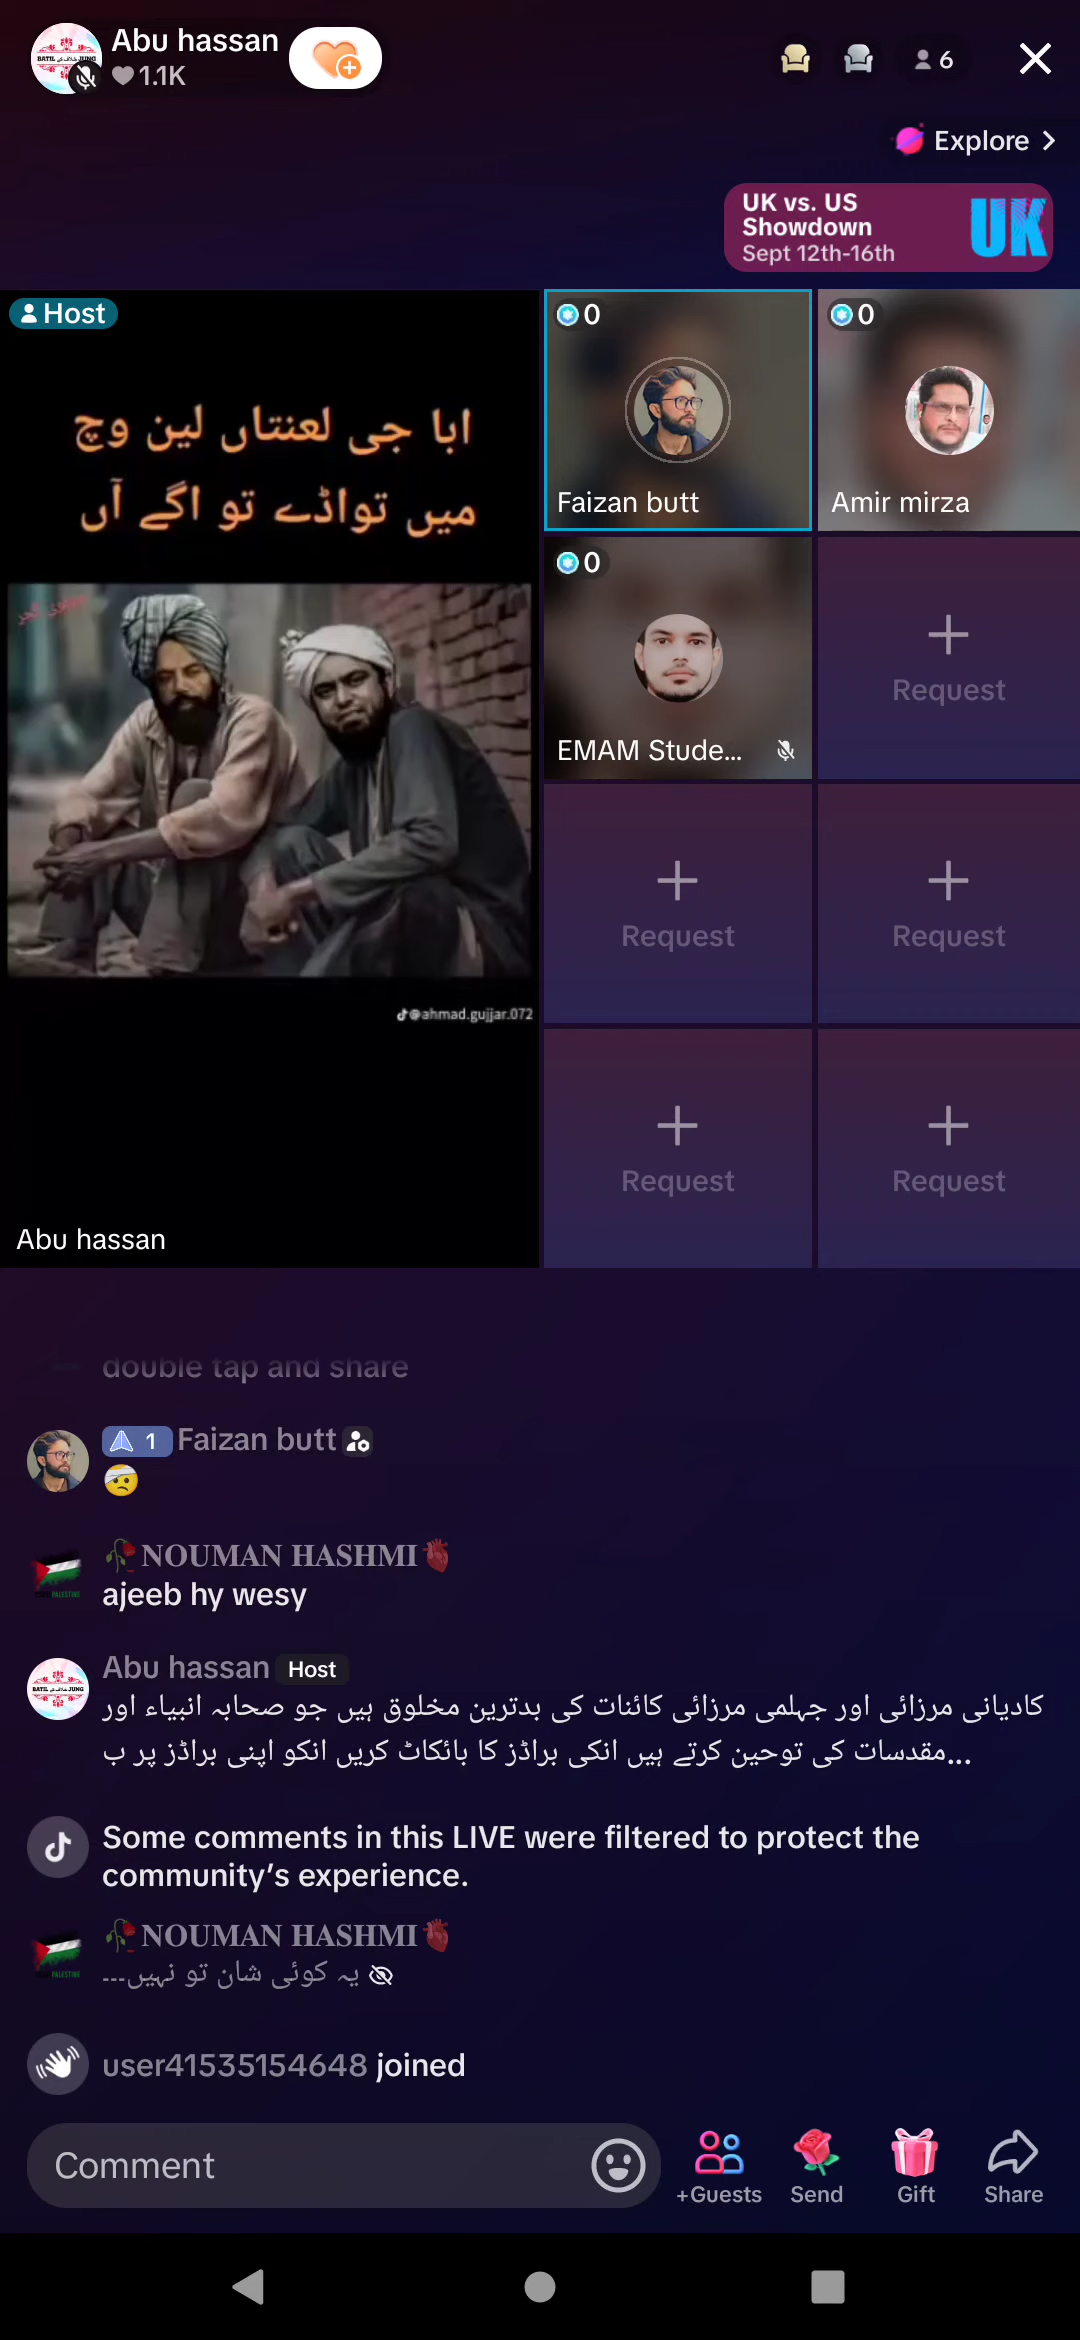 Abu hassan
1.1K
6
Explore
UK vs. US
Showdown
Sept 12th-16th
UK
Host
ابا جی لعنتاں لین وچ
میں تواڈے تو اگے آں
@ahmad.gujjar.072
Abu hassan
0
Faizan butt
0
Amir mirza
0
EMAM Stude...
Request
Request
Request
Request
Request
double tap and share
1 Faizan butt
NOUMAN HASHMI
ajeeb hy wesy
Abu hassan Host
کادیانی مرزائی اور جہلمی مرزائی کائنات کی بدترین مخلوق ہیں جو صحابہ انبیاء اور
مقدسات کی توحین کرتے ہیں انکی براڈز کا بائکاٹ کریں انکو اپنی براڈز پر ب...
Some comments in this LIVE were filtered to protect the
community's experience.
NOUMAN HASHMI
یہ کوئی شان تو نہیں۔۔۔
user41535154648 joined
Comment
+Guests
Send
Gift
Share